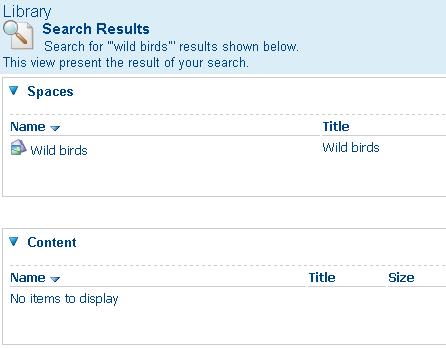 Library
Search Results
Search for "'wild birds'" results shown below.
This view present the result of your search.
Spaces
Name Title
Wild birds Wild birds
Content
Name Title Size
No items to display